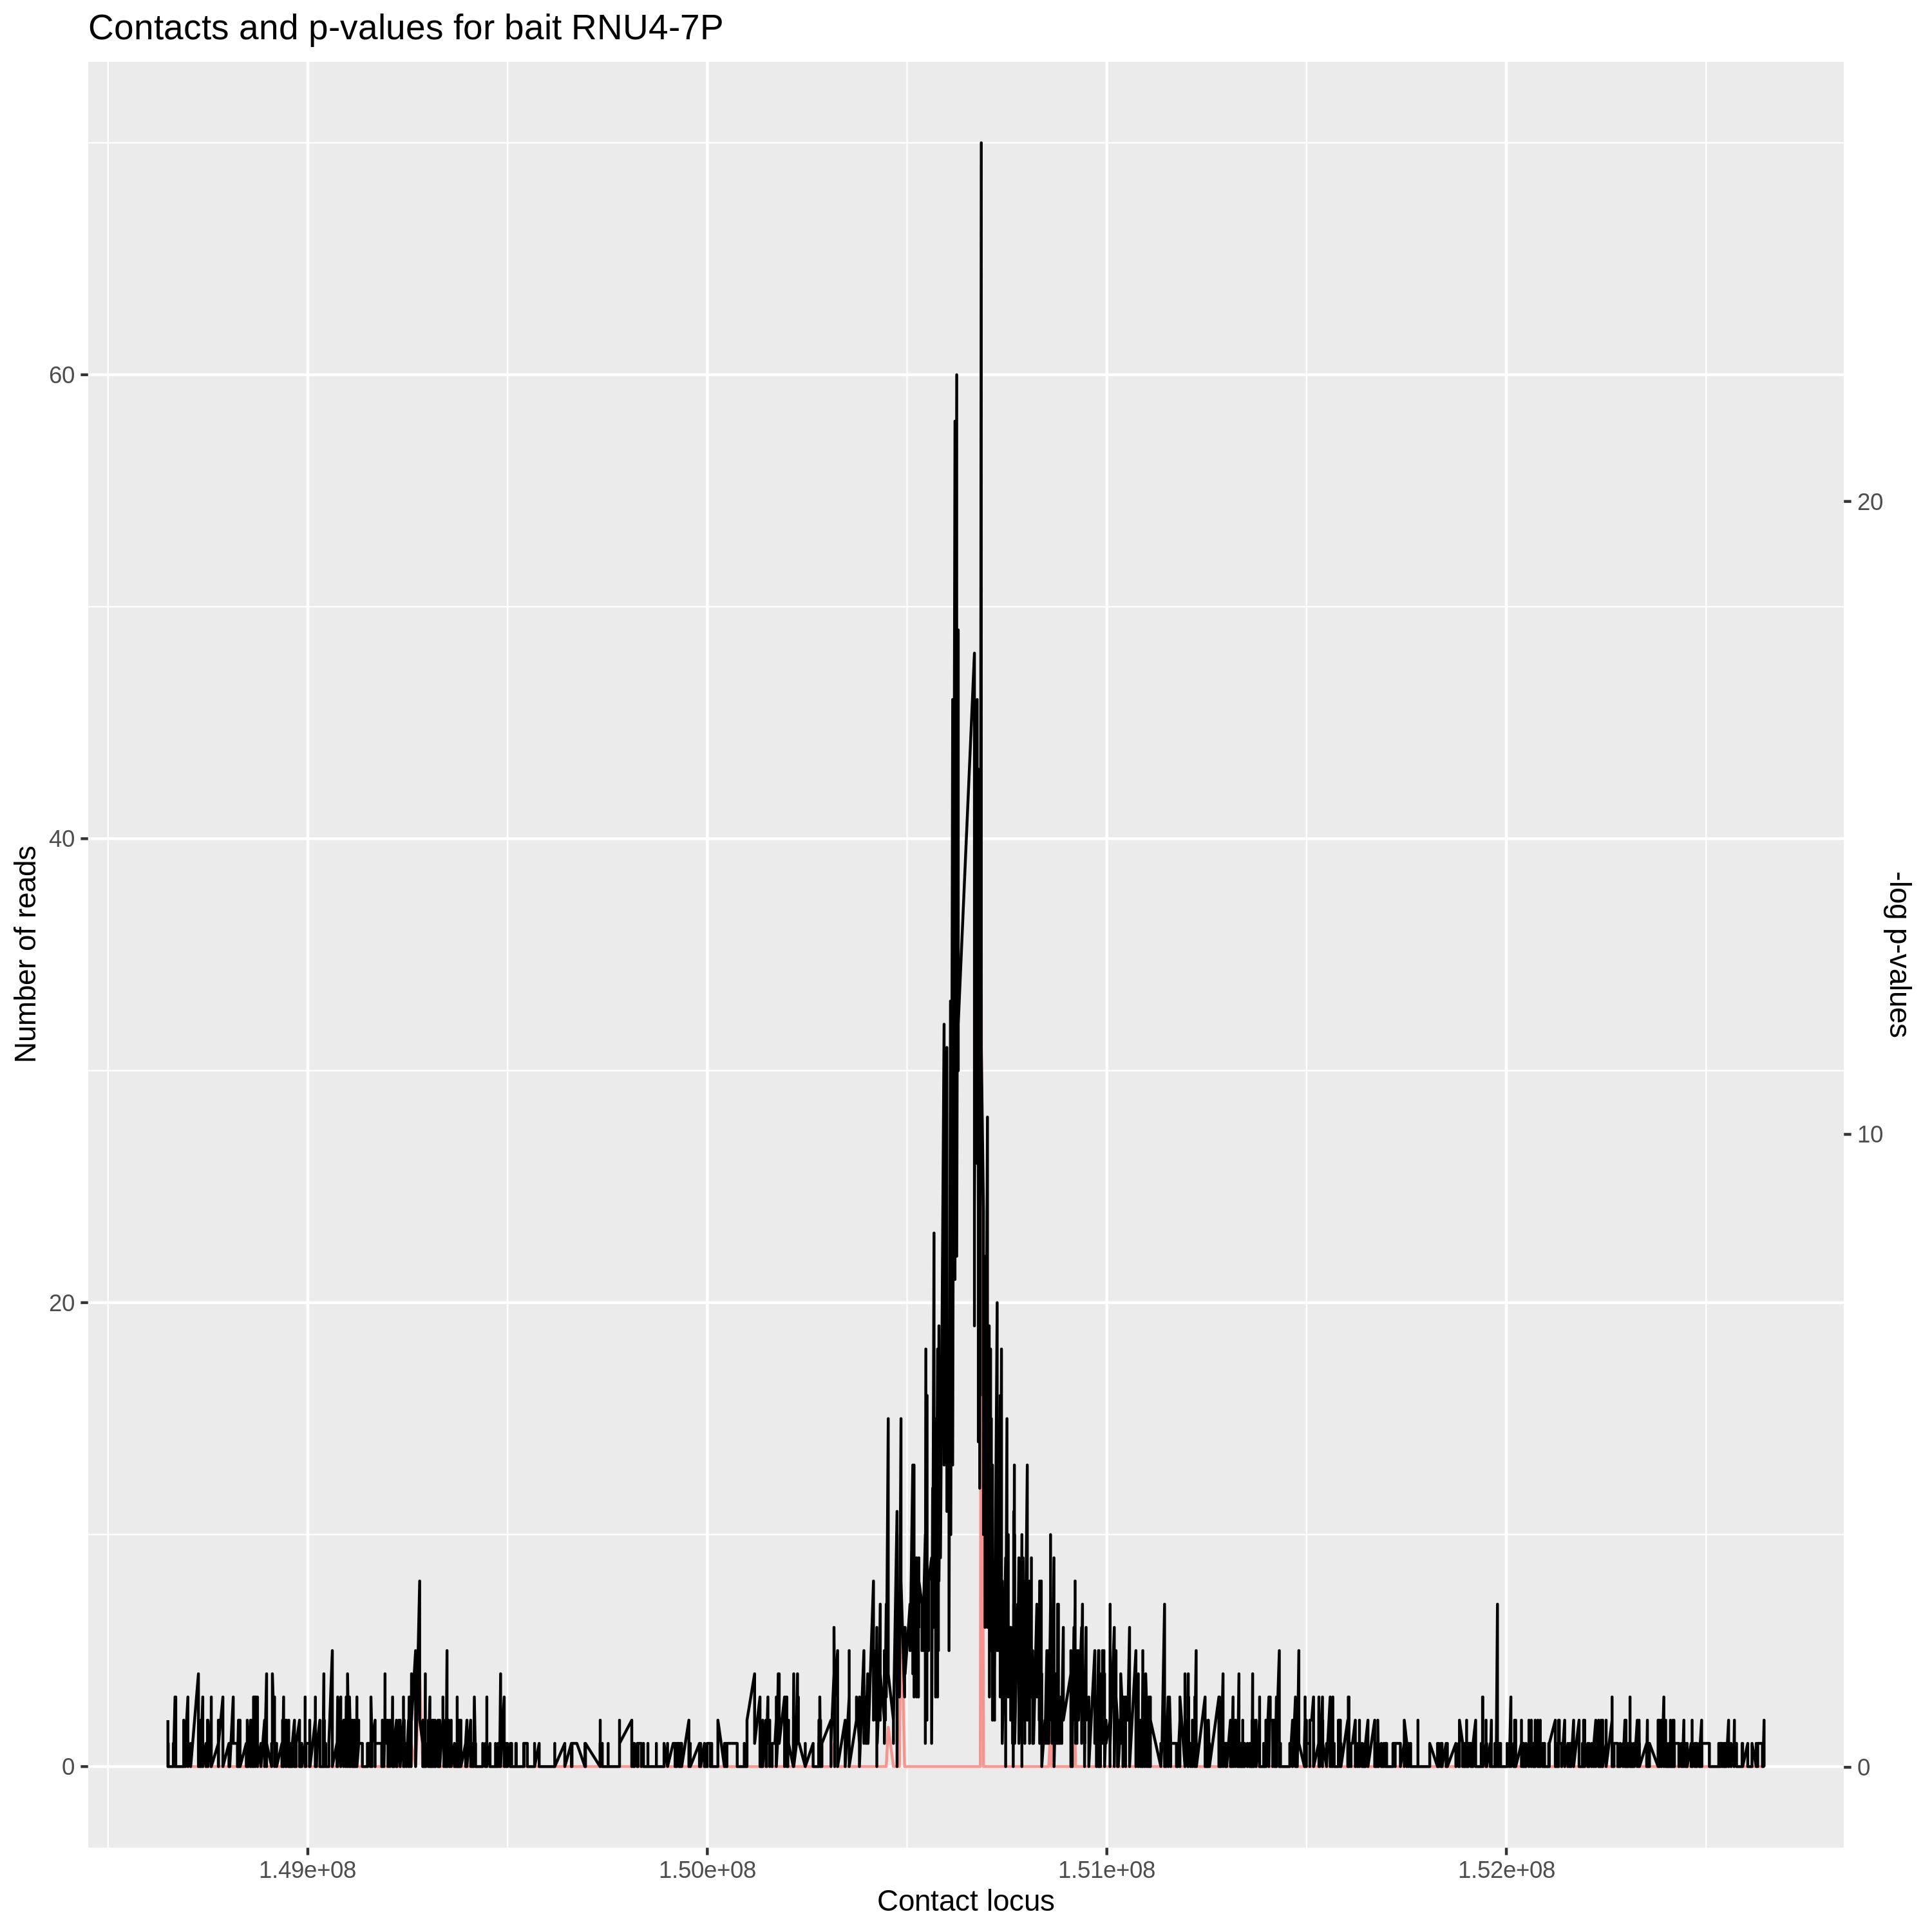 Contacts and p-values for bait RNU4-7P
60
40
20
0
Number of reads
20
10
0
-log p-values
1.49e+08
1.50e+08
1.51e+08
1.52e+08
Contact locus